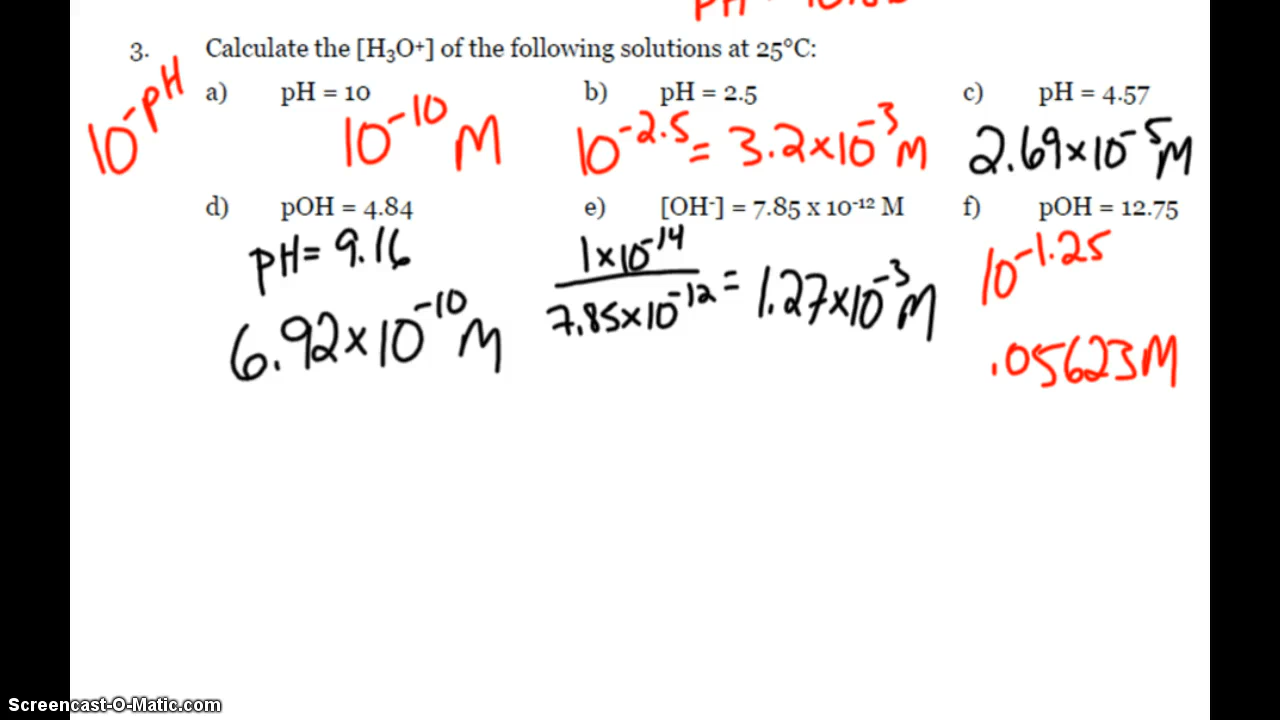 3. Calculate the [H₃O⁺] of the following solutions at 25°C:
10⁻ᵖᴴ
a) pH = 10 b) pH = 2.5 c) pH = 4.57
10⁻¹⁰ M 10⁻²·⁵ = 3.2×10⁻³ M 2.69×10⁻⁵ M
d) pOH = 4.84 e) [OH⁻] = 7.85 x 10⁻¹² M f) pOH = 12.75
pH = 9.16 1×10⁻¹⁴ 10⁻¹·²⁵
7.85×10⁻¹² = 1.27×10⁻³ M
6.92×10⁻¹⁰ M .05623 M
Screencast-O-Matic.com